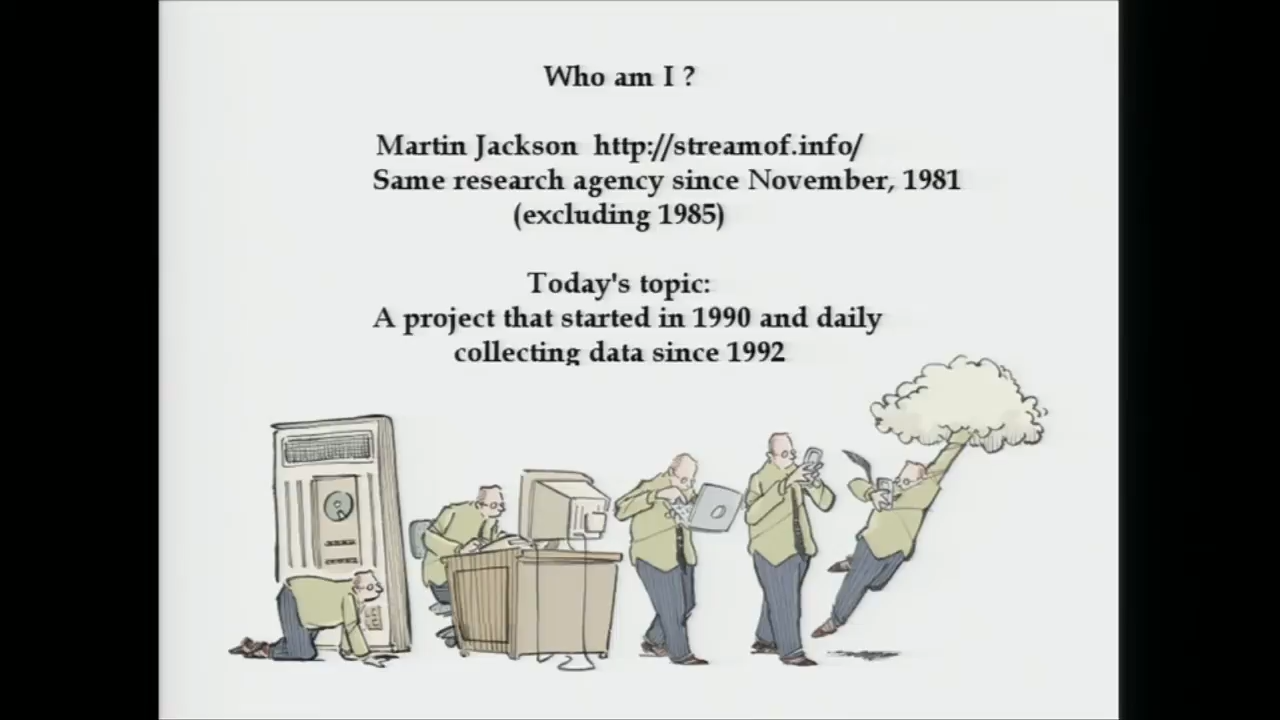 Who am I ?
Martin Jackson http://streamof.info/
Same research agency since November, 1981
(excluding 1985)
Today's topic:
A project that started in 1990 and daily
collecting data since 1992